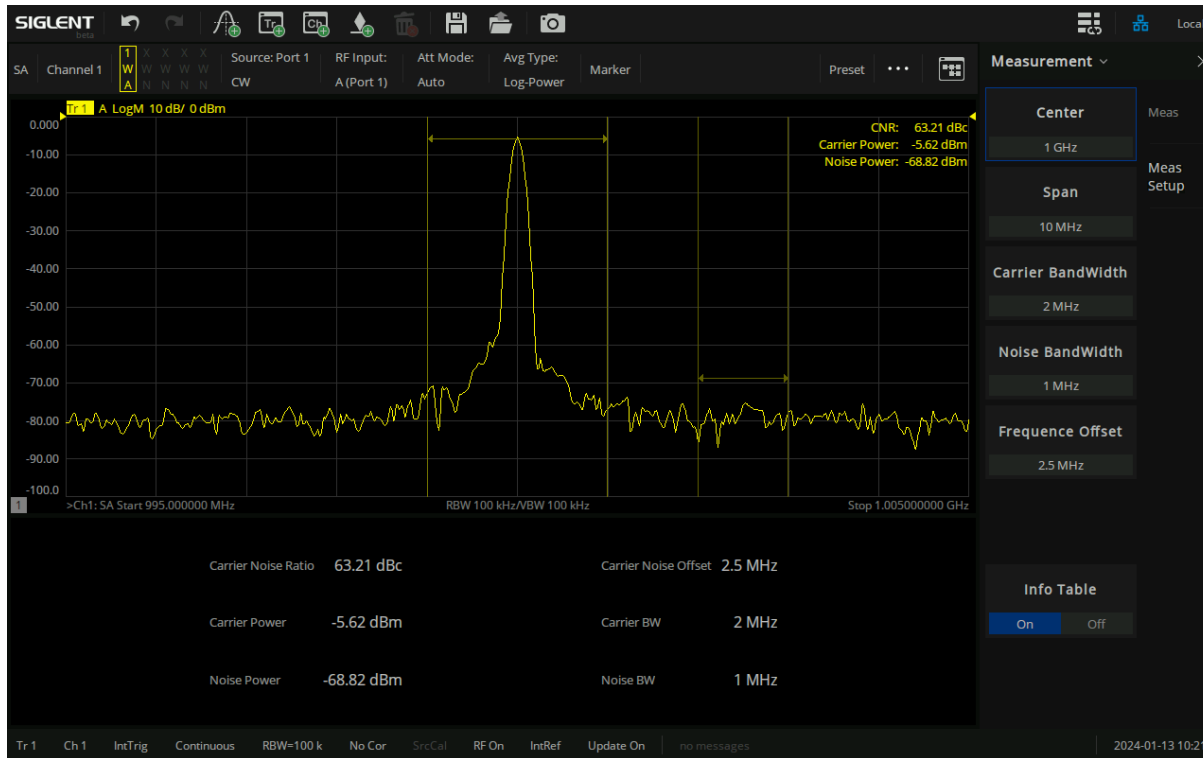 SIGLENT
beta
Tr
Ch
Local
SA Channel 1
1 X X X X
W W W W W
A N N N N
Source: Port 1
CW
RF Input:
A (Port 1)
Att Mode:
Auto
Avg Type:
Log-Power
Marker
Preset ...
Measurement
Tr 1 A LogM 10 dB/ 0 dBm
0.000
-10.00
-20.00
-30.00
-40.00
-50.00
-60.00
-70.00
-80.00
-90.00
-100.0
CNR: 63.21 dBc
Carrier Power: -5.62 dBm
Noise Power: -68.82 dBm
1 >Ch1: SA Start 995.000000 MHz RBW 100 kHz/VBW 100 kHz Stop 1.005000000 GHz
Center
1 GHz
Span
10 MHz
Carrier BandWidth
2 MHz
Noise BandWidth
1 MHz
Frequence Offset
2.5 MHz
Info Table
On Off
Meas
Meas
Setup
Carrier Noise Ratio 63.21 dBc Carrier Noise Offset 2.5 MHz
Carrier Power -5.62 dBm Carrier BW 2 MHz
Noise Power -68.82 dBm Noise BW 1 MHz
Tr 1 Ch 1 IntTrig Continuous RBW=100 k No Cor SrcCal RF On IntRef Update On no messages 2024-01-13 10:21